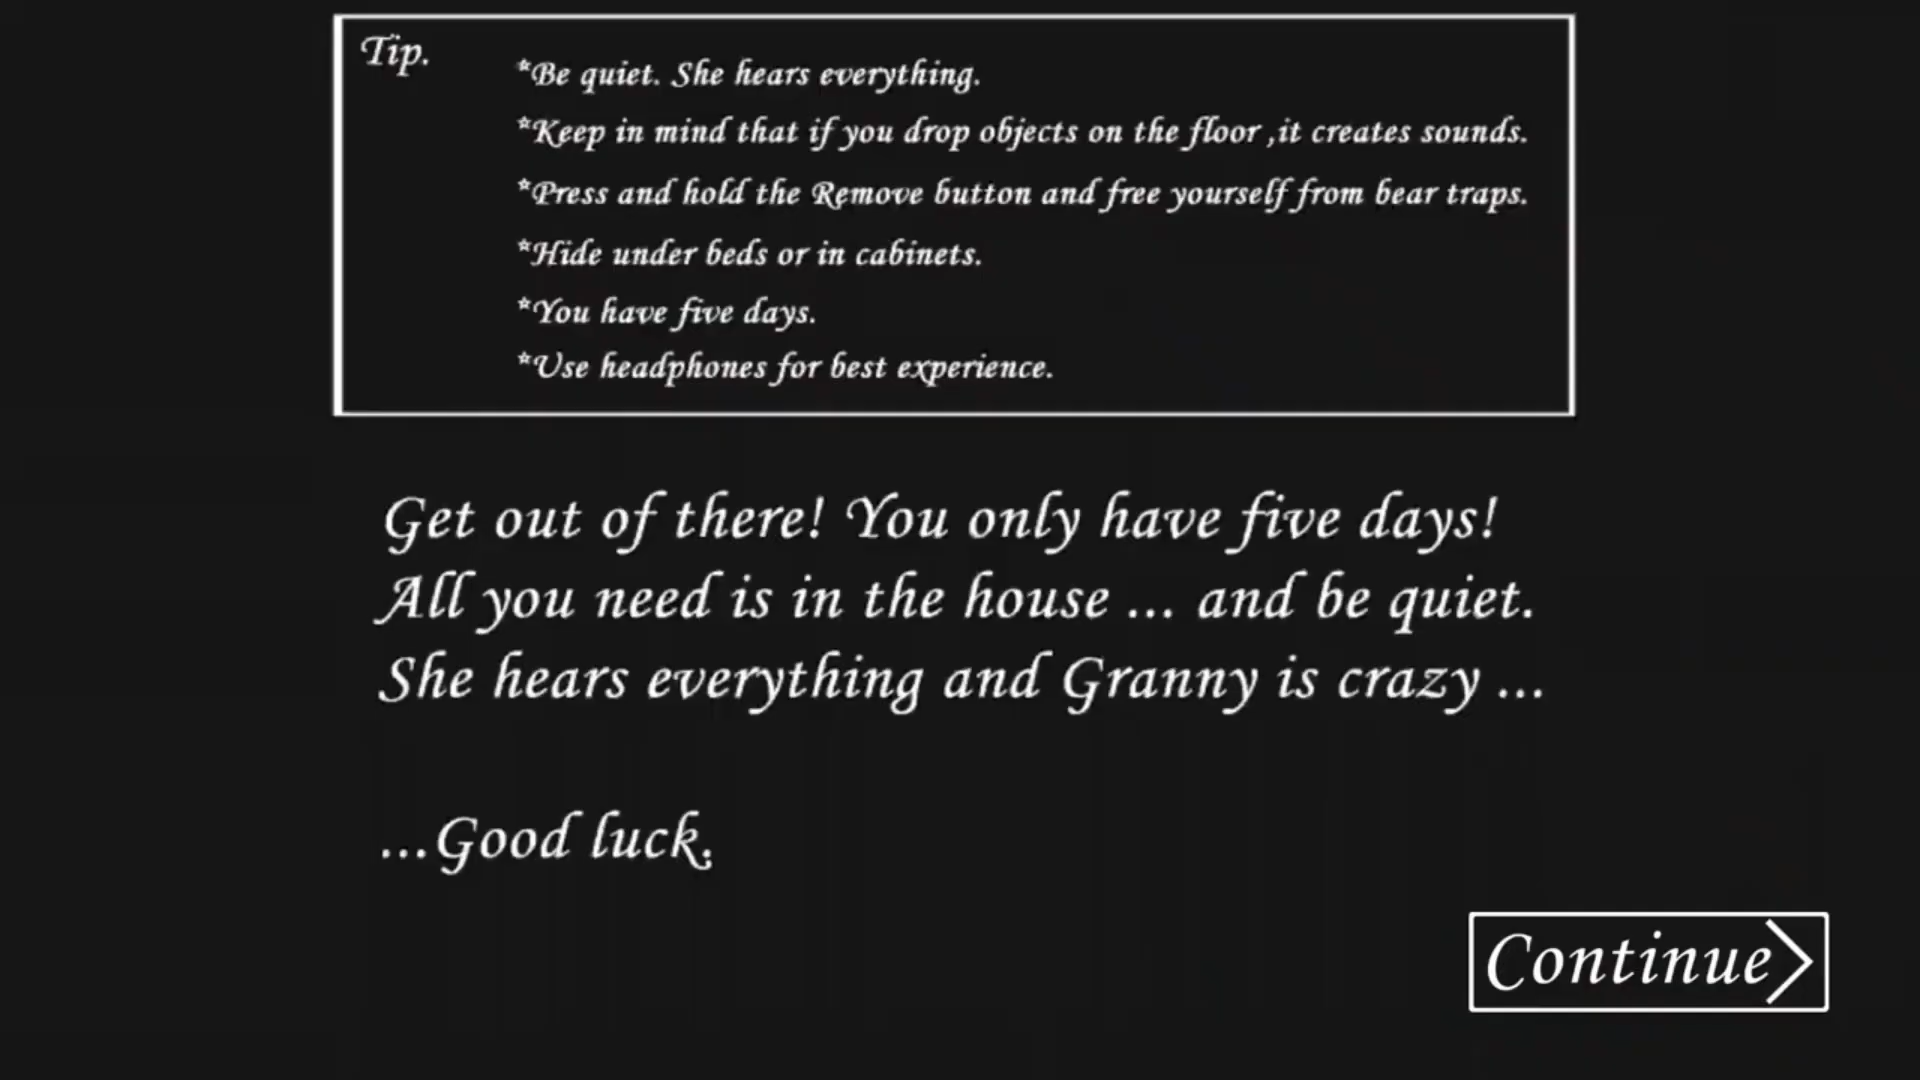 Tip.
*Be quiet. She hears everything.
*Keep in mind that if you drop objects on the floor ,it creates sounds.
*Press and hold the Remove button and free yourself from bear traps.
*Hide under beds or in cabinets.
*You have five days.
*Use headphones for best experience.
Get out of there! You only have five days!
All you need is in the house ... and be quiet.
She hears everything and Granny is crazy ...
...Good luck.
Continue>